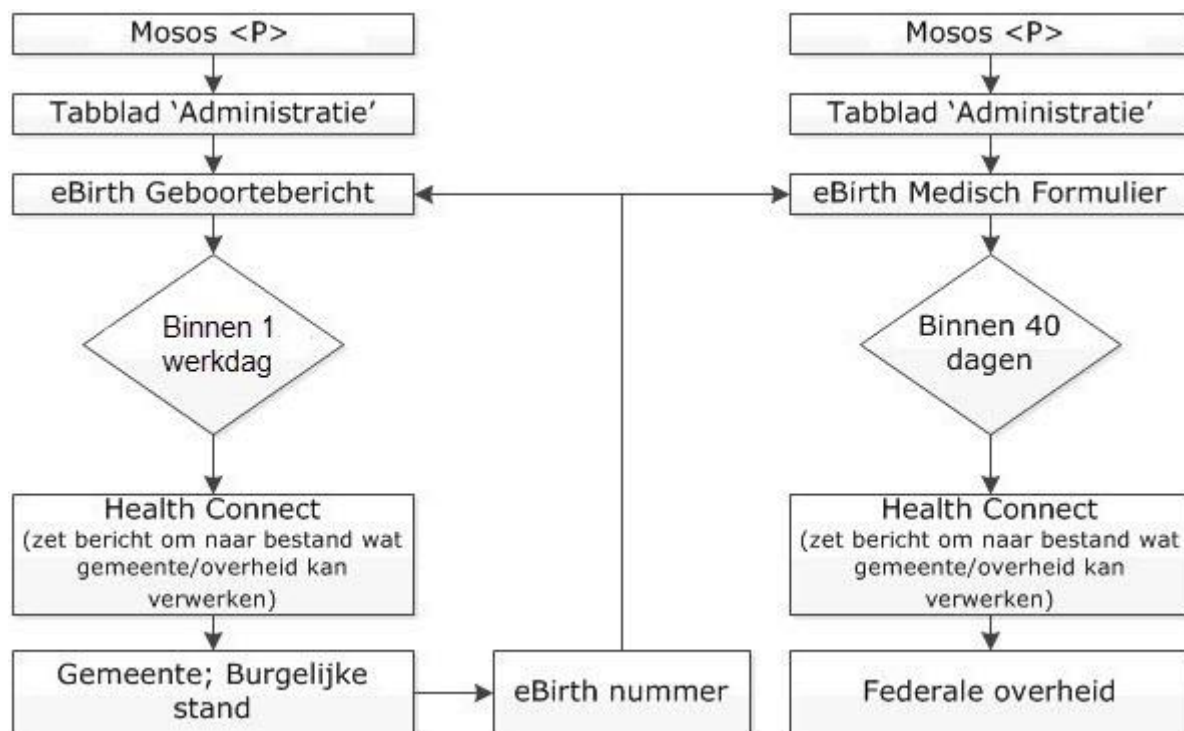 Mosos <P>
Tabblad ‘Administratie’
eBirth Geboortebericht
Binnen 1
werkdag
Health Connect
(zet bericht om naar bestand wat
gemeente/overheid kan
verwerken)
Gemeente; Burgelijke
stand
eBirth nummer
Mosos <P>
Tabblad ‘Administratie’
eBirth Medisch Formulier
Binnen 40
dagen
Health Connect
(zet bericht om naar bestand wat
gemeente/overheid kan
verwerken)
Federale overheid